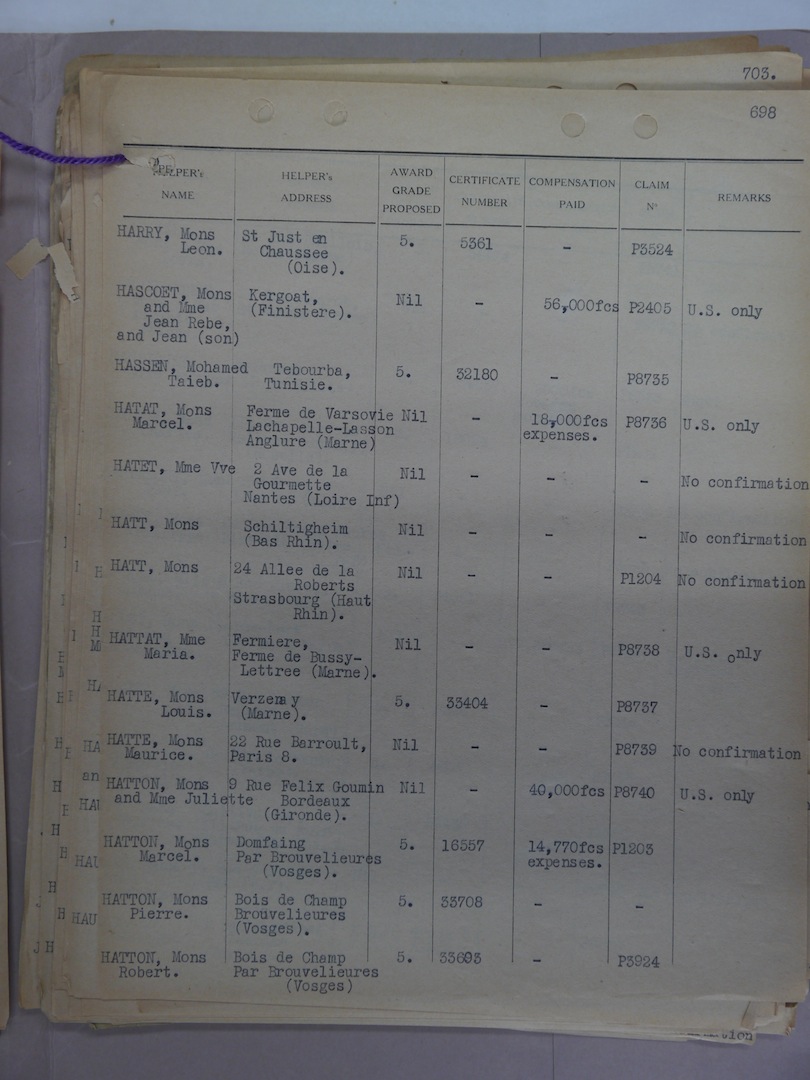 703.
698
HELPER's NAME | HELPER's ADDRESS | AWARD GRADE PROPOSED | CERTIFICATE NUMBER | COMPENSATION PAID | CLAIM N° | REMARKS
HARRY, Mons | St Just en | 5. | 5361 | - | P3524
Leon. | Chaussee
(Oise).
HASCOET, Mons | Kergoat, | Nil | - | 56,000fcs | P2405 | U.S. only
and Mme | (Finistere).
Jean Rebe,
and Jean (son)
HASSEN, Mohamed | Tebourba, | 5. | 32180 | - | P8735
Taieb. | Tunisie.
HATAT, Mons | Ferme de Varsovie | Nil | - | 18,000fcs | P8736 | U.S. only
Marcel. | Lachapelle-Lasson | expenses.
Anglure (Marne)
HATET, Mme Vve | 2 Ave de la | Nil | - | - | - | No confirmation
Gourmette
Nantes (Loire Inf)
HATT, Mons | Schiltigheim | Nil | - | - | - | No confirmation
(Bas Rhin).
HATT, Mons | 24 Allee de la | Nil | - | - | P1204 | No confirmation
Roberts
Strasbourg (Haut
Rhin).
HATTAT, Mme | Fermiere, | Nil | - | - | P8738 | U.S. only
Maria. | Ferme de Bussy-
Lettree (Marne).
HATTE, Mons | Verzemy | 5. | 33404 | - | P8737
Louis. | (Marne).
HATTE, Mons | 22 Rue Barroult, | Nil | - | - | P8739 | No confirmation
Maurice. | Paris 8.
HATTON, Mons | 9 Rue Felix Goumin | Nil | - | 40,000fcs | P8740 | U.S. only
and Mme Juliette | Bordeaux
(Gironde).
HATTON, Mons | Domfaing | 5. | 16557 | 14,770fcs | P1203
Marcel. | Par Brouvelieures | expenses.
(Vosges).
HATTON, Mons | Bois de Champ | 5. | 33708 | - | -
Pierre. | Brouvelieures
(Vosges).
HATTON, Mons | Bois de Champ | 5. | 33693 | - | P3924
Robert. | Par Brouvelieures
(Vosges)